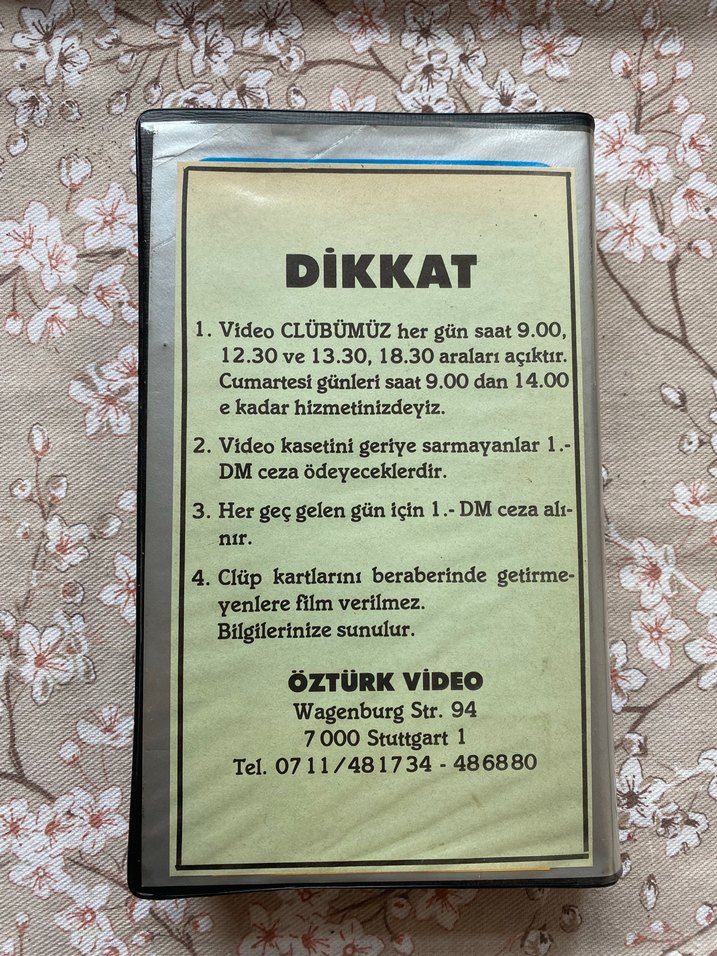 DİKKAT
1. Video CLÜBÜMÜZ her gün saat 9.00,
12.30 ve 13.30, 18.30 araları açıktır.
Cumartesi günleri saat 9.00 dan 14.00
e kadar hizmetinizdeyiz.
2. Video kasetini geriye sarmayanlar 1.-
DM ceza ödeyeceklerdir.
3. Her geç gelen gün için 1.- DM ceza alı-
nır.
4. Clüp kartlarını beraberinde getirme-
yenlere film verilmez.
Bilgilerinize sunulur.
ÖZTÜRK VİDEO
Wagenburg Str. 94
7 000 Stuttgart 1
Tel. 0711/481734 - 486880